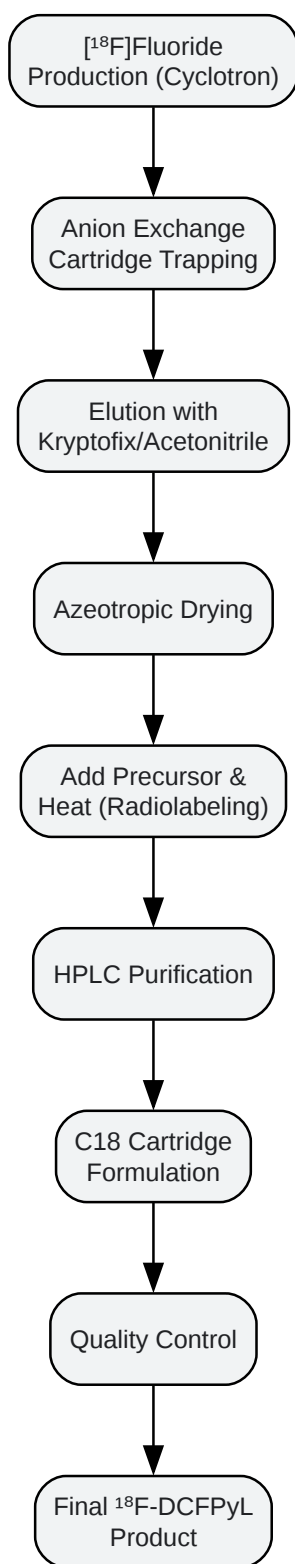 [¹⁸F]Fluoride
Production (Cyclotron)
Anion Exchange
Cartridge Trapping
Elution with
Kryptofix/Acetonitrile
Azeotropic Drying
Add Precursor &
Heat (Radiolabeling)
HPLC Purification
C18 Cartridge
Formulation
Quality Control
Final ¹⁸F-DCFPyL
Product